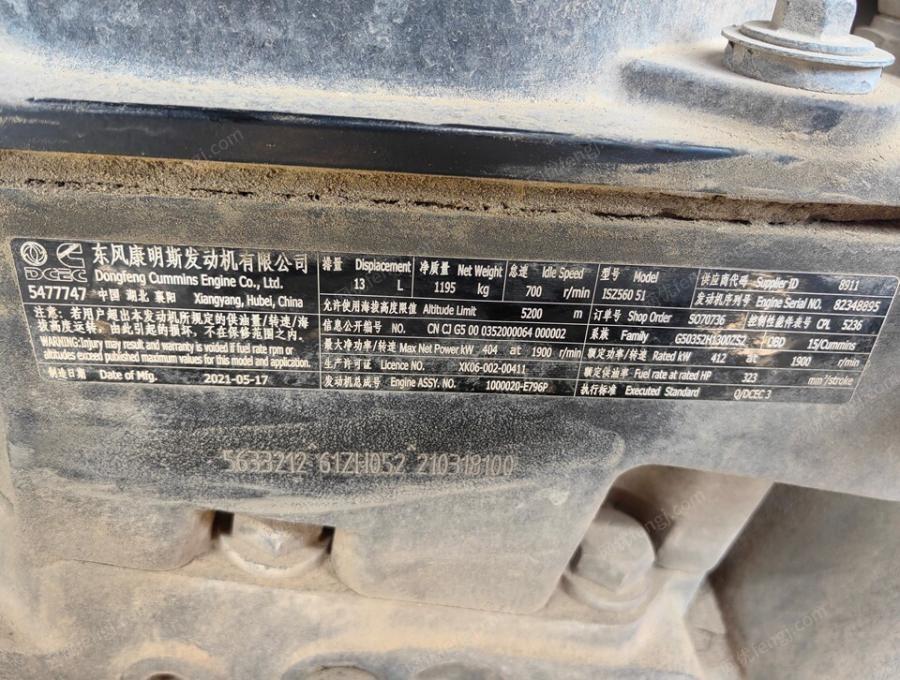 DCEC 东风康明斯发动机有限公司
Dongfeng Cummins Engine Co., Ltd.
5477747 中国 湖北 襄阳 Xiangyang, Hubei, China
注意: 若用户超出本发动机所规定的供油量/转速/海
拔高度运转, 由此引起的损坏, 不在保修范围之内。
WARNING:Injury may result and warranty is voided if fuel rate rpm or
altitudes exceed published maximum values for this model and application.
制造日期 Date of Mfg. 2021-05-17
排量 Displacement 13 L
净质量 Net Weight 1195 kg
怠速 Idle Speed 700 r/min
允许使用海拔高度限值 Altitude Limit 5200 m
信息公开编号 NO. CN CJ G5 00 0352000064 000002
最大净功率/转速 Max Net Power kW 404 at 1900 r/min
生产许可证 Licence NO. XK06-002-00411
发动机总成号 Engine ASSY. NO. 1000020-E796P
型号 Model ISZ560 51
供应商代码 Supplier ID 8911
发动机序列号 Engine Serial NO. 82348895
订单号 Shop Order SO70736
控制性能件表号 CPL 5236
系族 Family G50352H1300ZSZ OBD 15/Cummins
额定功率/转速 Rated kW 412 at 1900 r/min
额定供油率 Fuel rate at rated HP 323 mm³/stroke
执行标准 Executed Standard Q/DCEC 3
5633212 61ZH052 210318100